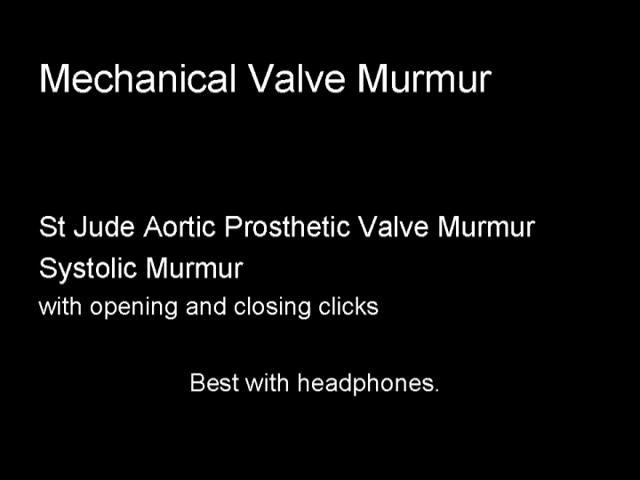 Mechanical Valve Murmur
St Jude Aortic Prosthetic Valve Murmur
Systolic Murmur
with opening and closing clicks
Best with headphones.